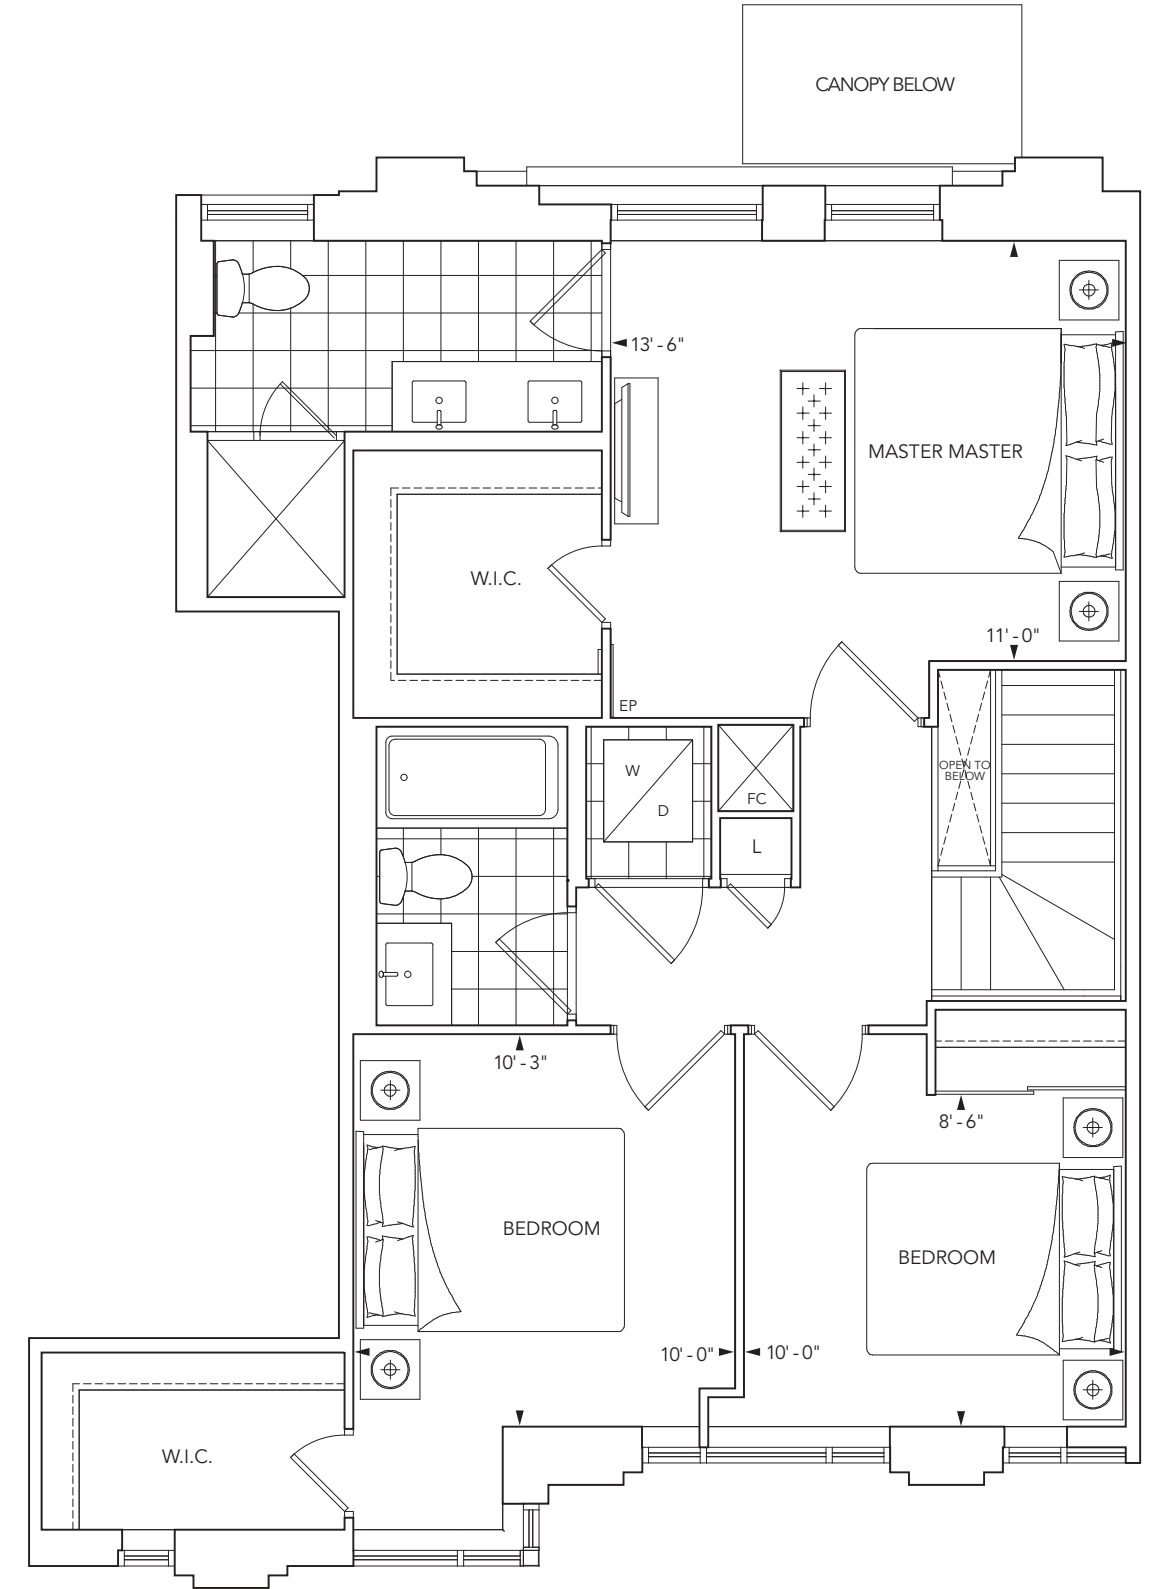 CANOPY BELOW
13'-6"
MASTER MASTER
W.I.C.
11'-0"
EP
OPEN TO
BELOW
W
D
FC
L
10'-3"
8'-6"
BEDROOM
BEDROOM
10'-0"
10'-0"
W.I.C.